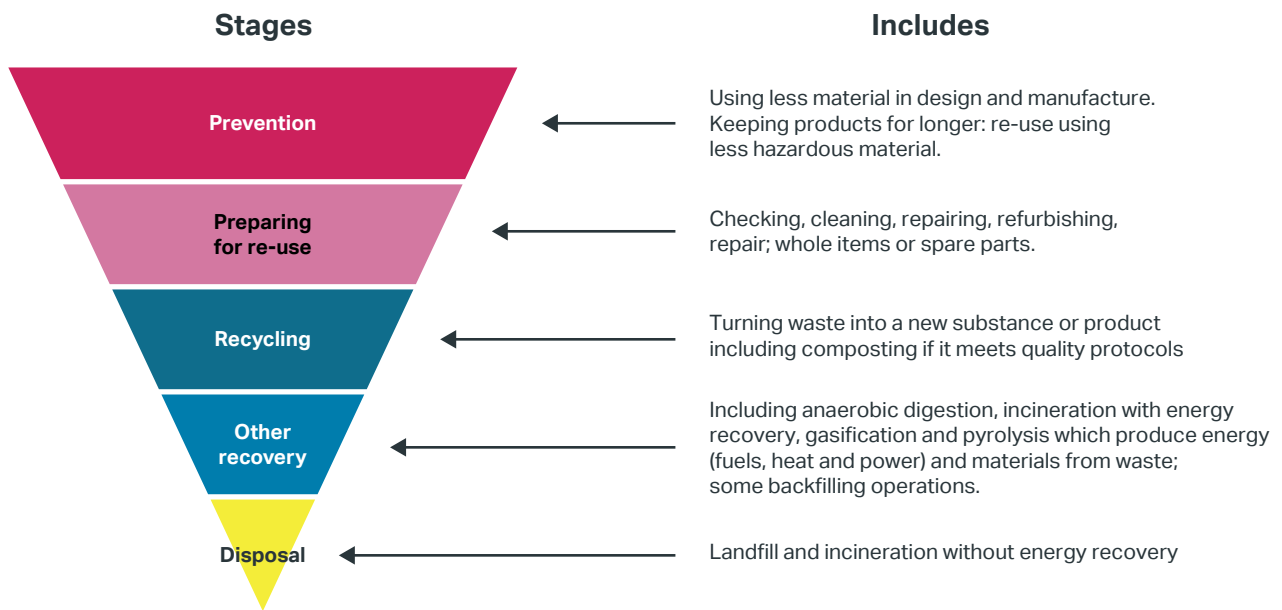 Stages
Includes
Prevention
Using less material in design and manufacture.
Keeping products for longer: re-use using
less hazardous material.
Preparing
for re-use
Checking, cleaning, repairing, refurbishing,
repair; whole items or spare parts.
Recycling
Turning waste into a new substance or product
including composting if it meets quality protocols
Other
recovery
Including anaerobic digestion, incineration with energy
recovery, gasification and pyrolysis which produce energy
(fuels, heat and power) and materials from waste;
some backfilling operations.
Disposal
Landfill and incineration without energy recovery